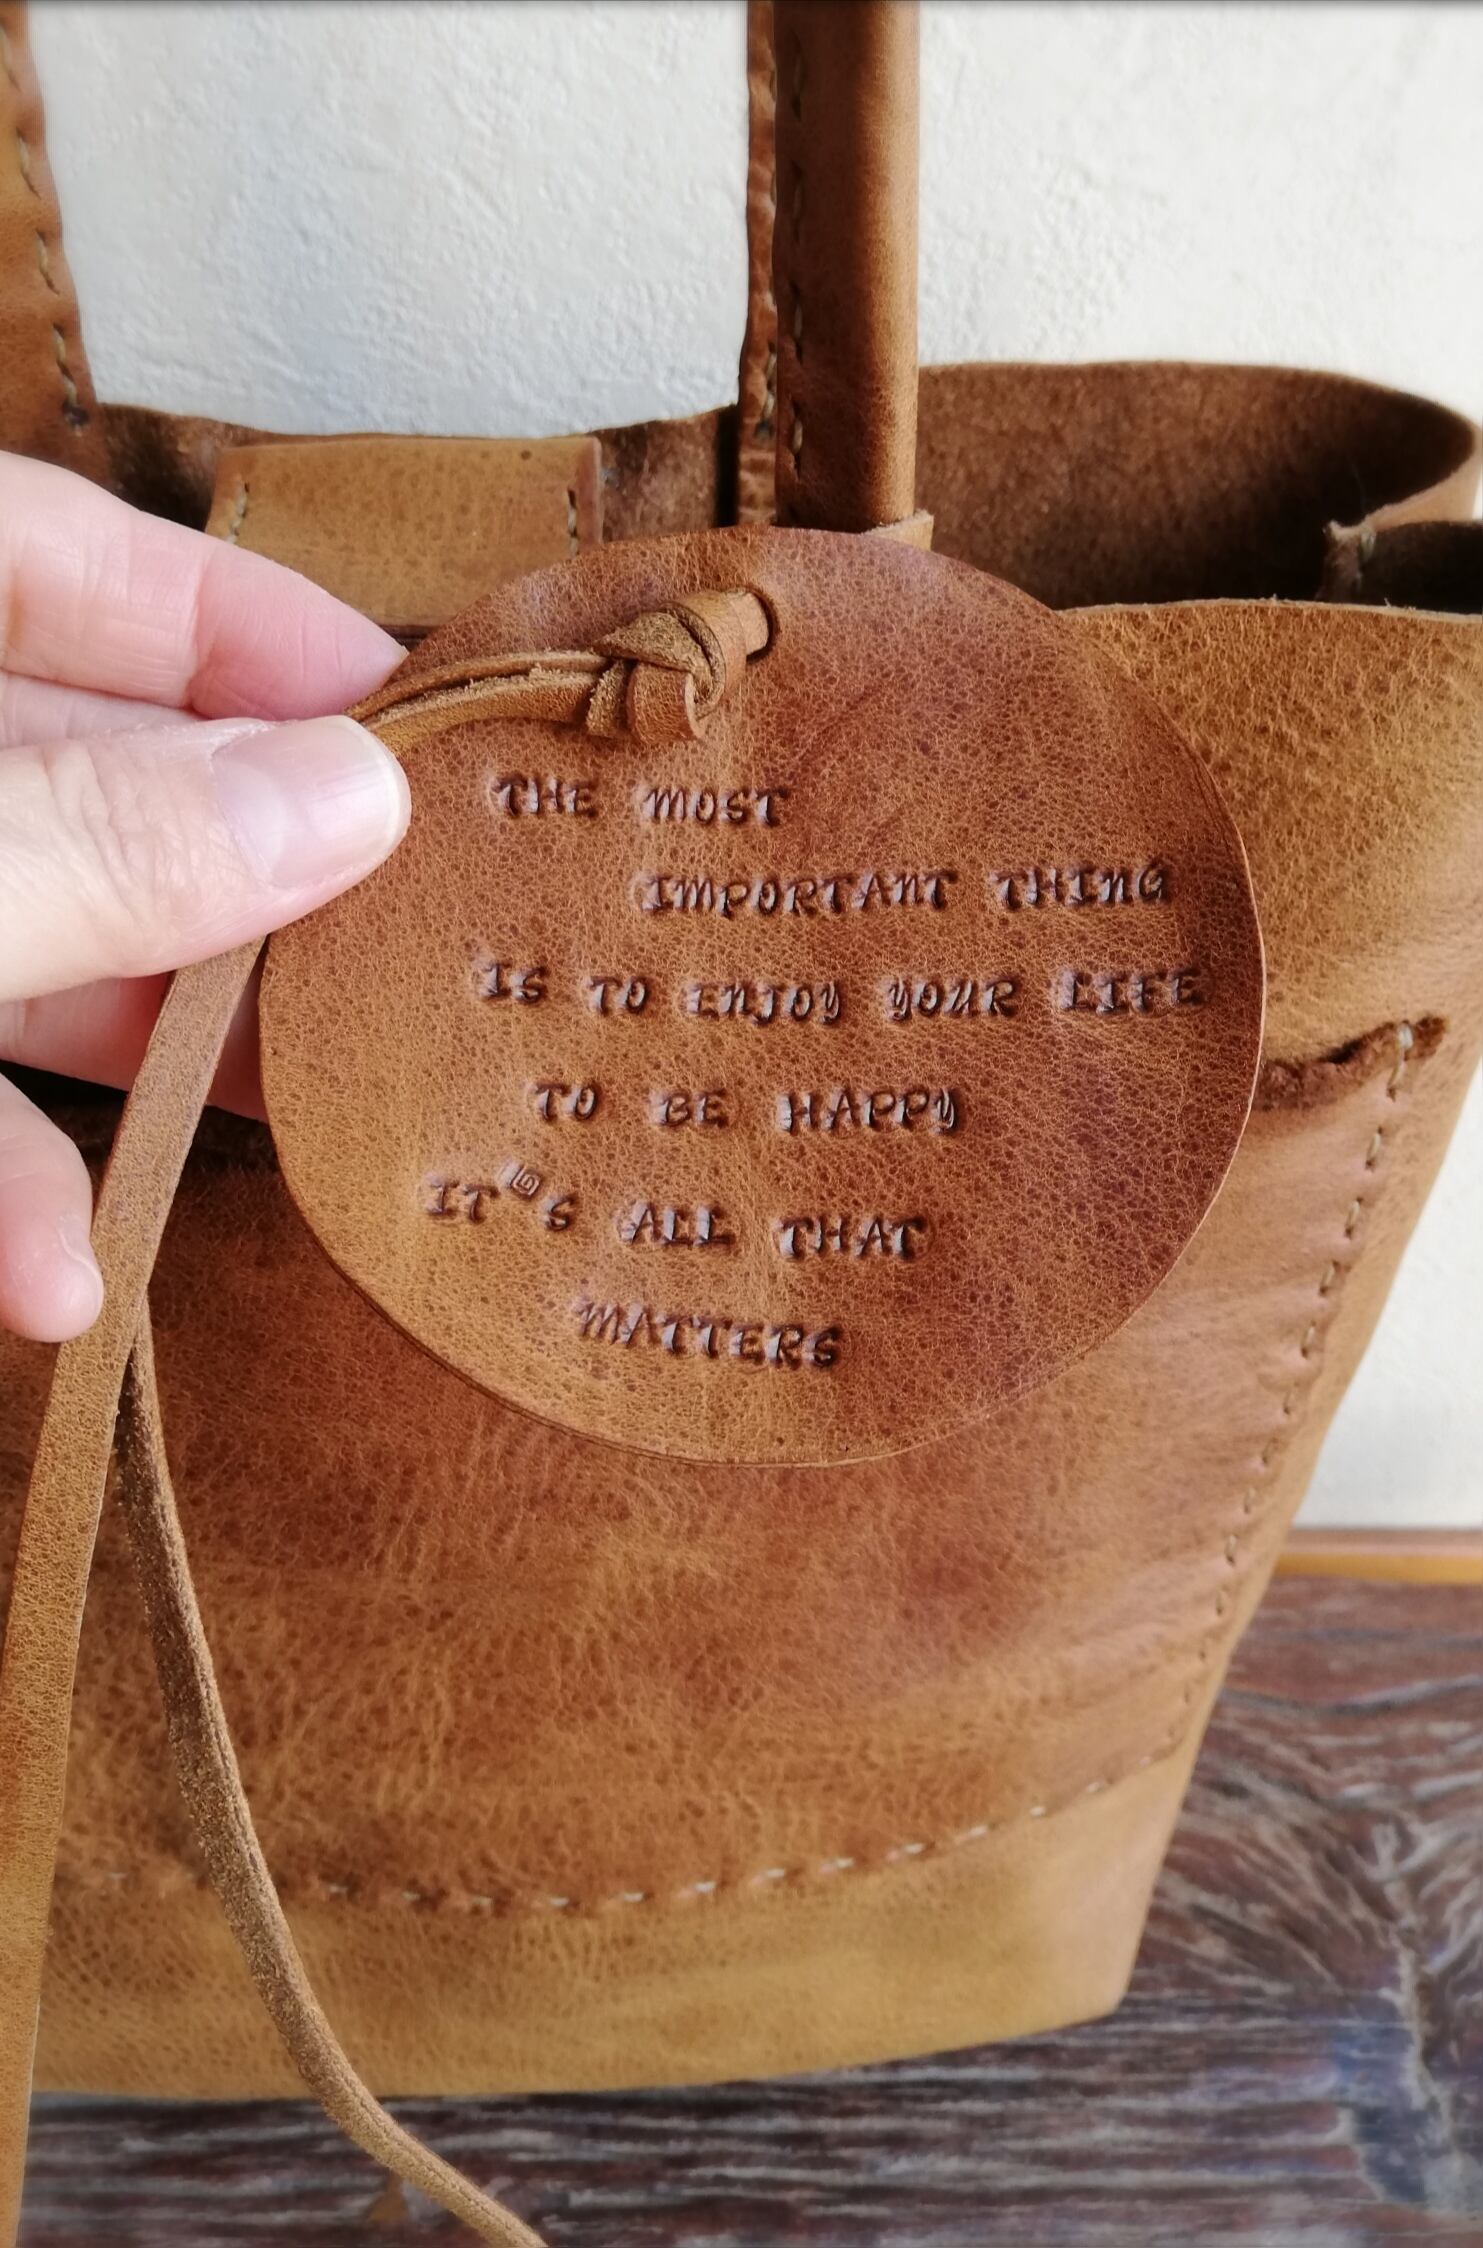 THE MOST
IMPORTANT THING
IS TO ENJOY YOUR LIFE
TO BE HAPPY
IT'S ALL THAT
MATTERS